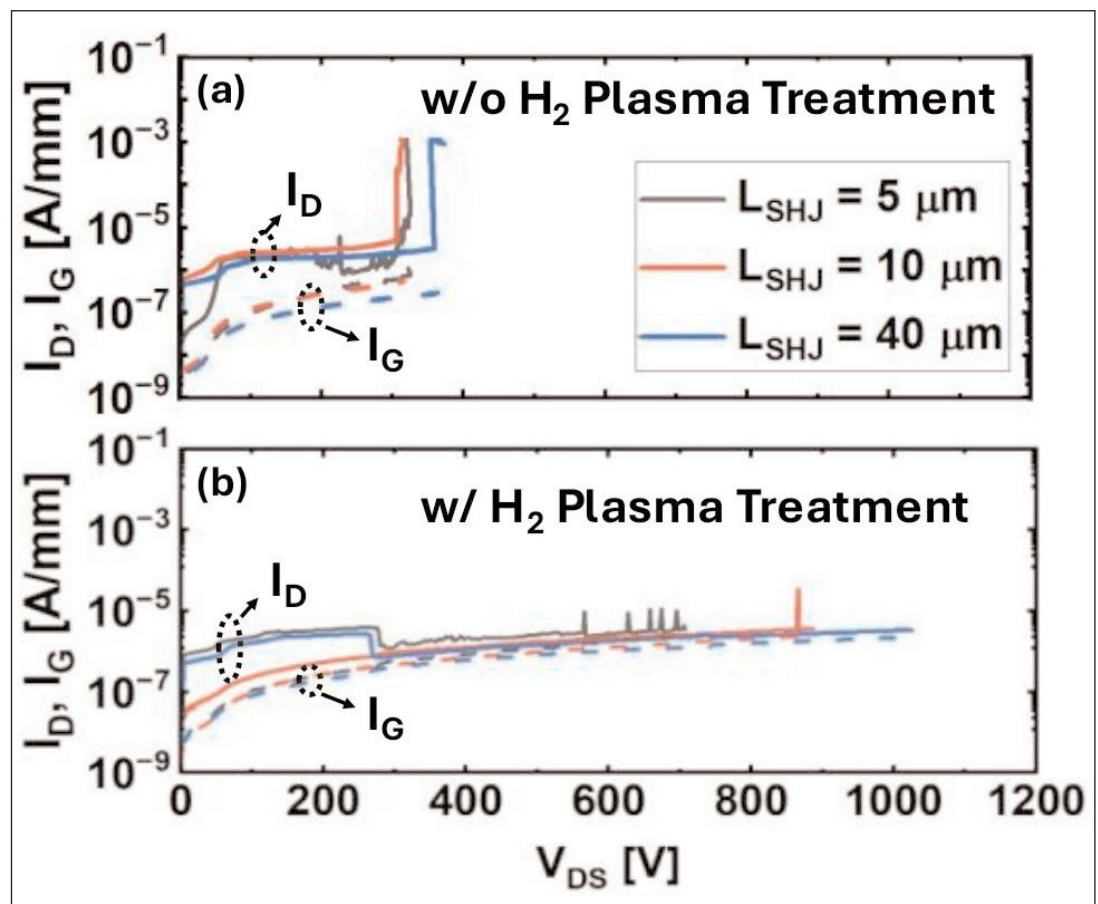 10⁻¹
(a)
w/o H₂ Plasma Treatment
10⁻³
I_D
L_SHJ = 5 μm
10⁻⁵
L_SHJ = 10 μm
10⁻⁷
L_SHJ = 40 μm
I_G
10⁻⁹
I_D, I_G [A/mm]
10⁻¹
(b)
w/ H₂ Plasma Treatment
10⁻³
I_D
10⁻⁵
10⁻⁷
I_G
10⁻⁹
I_D, I_G [A/mm]
0 200 400 600 800 1000 1200
V_DS [V]